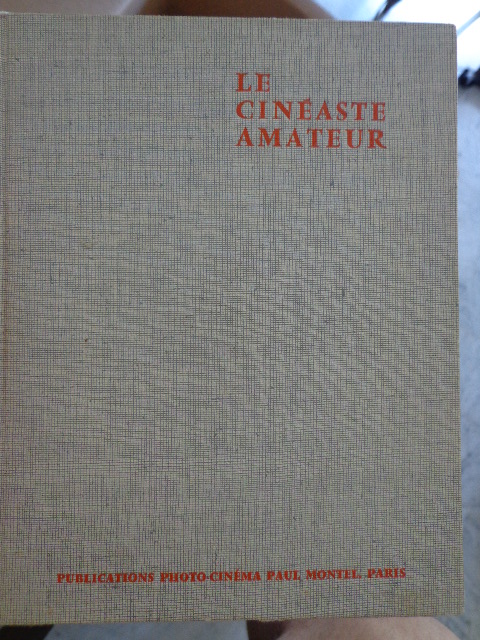 LE
CINÉASTE
AMATEUR
PUBLICATIONS PHOTO-CINÉMA PAUL MONTEL. PARIS